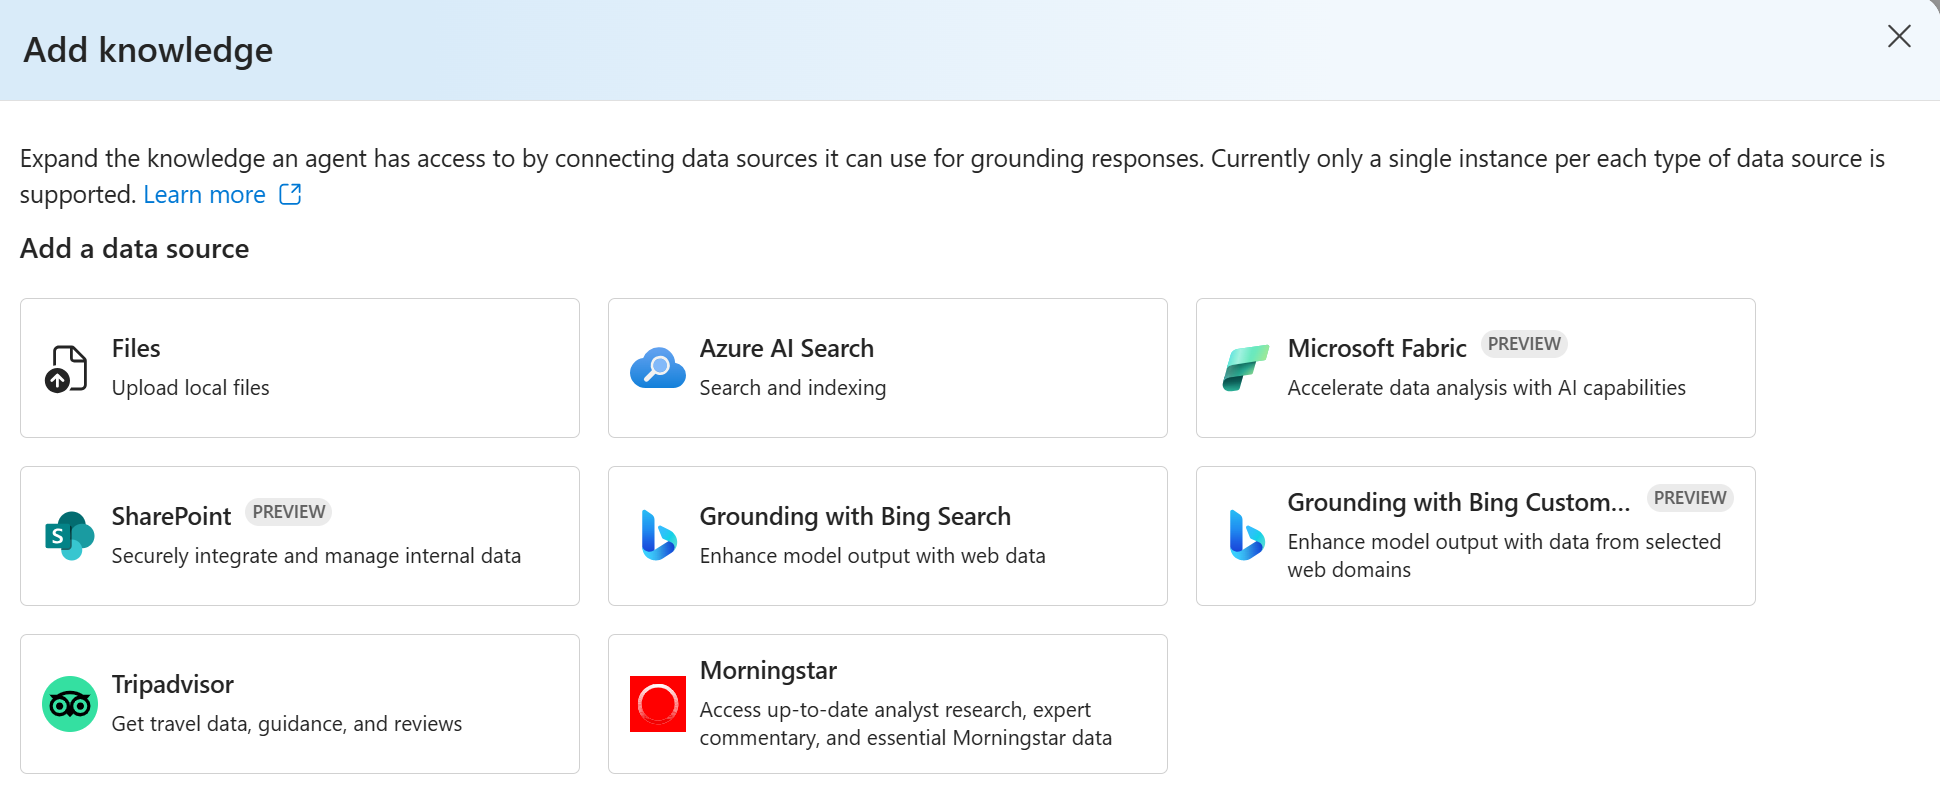 Add knowledge
Expand the knowledge an agent has access to by connecting data sources it can use for grounding responses. Currently only a single instance per each type of data source is
supported. Learn more
Add a data source
Files
Upload local files
Azure AI Search
Search and indexing
Microsoft Fabric PREVIEW
Accelerate data analysis with AI capabilities
SharePoint PREVIEW
Securely integrate and manage internal data
Grounding with Bing Search
Enhance model output with web data
Grounding with Bing Custom... PREVIEW
Enhance model output with data from selected
web domains
Tripadvisor
Get travel data, guidance, and reviews
Morningstar
Access up-to-date analyst research, expert
commentary, and essential Morningstar data